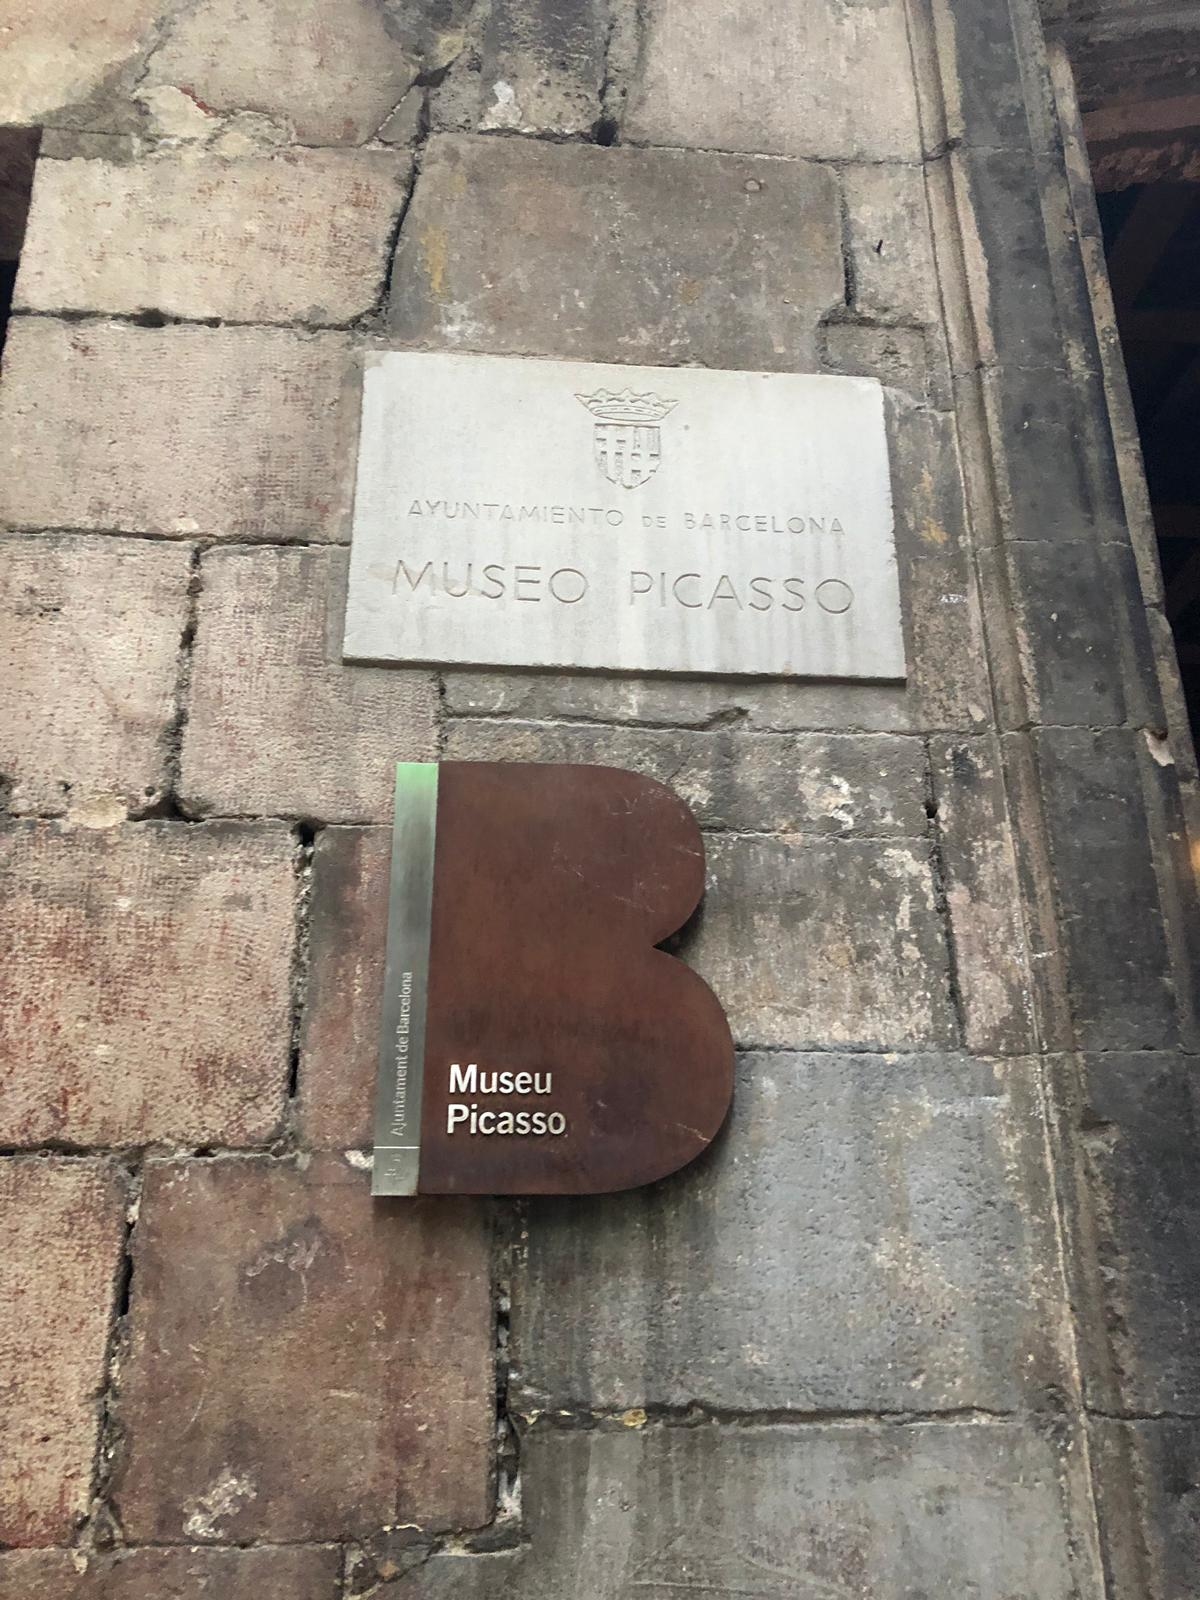 AYUNTAMIENTO DE BARCELONA
MUSEO PICASSO
Ajuntament de Barcelona
Museu
Picasso